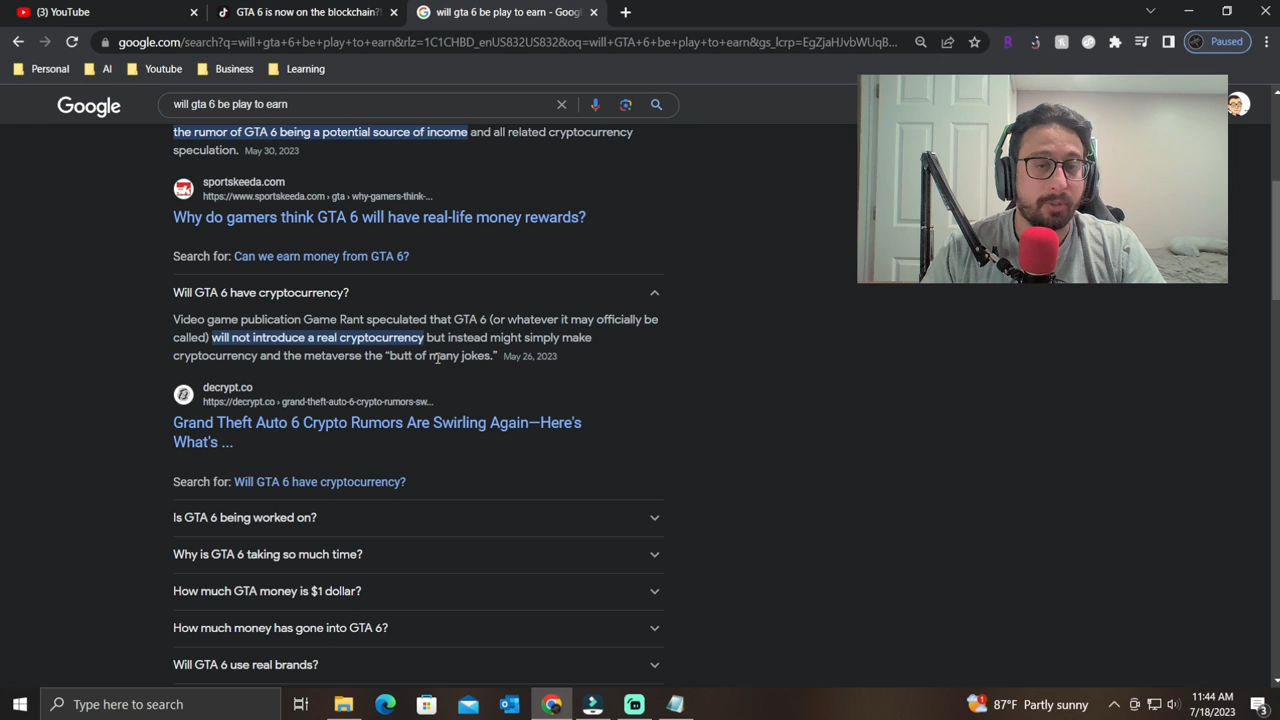 (3) YouTube
GTA 6 is now on the blockchain?!
will gta 6 be play to earn - Goog
google.com/search?q=will+gta+6+be+play+to+earn&rlz=1C1CHBD_enUS832US832&oq=will+GTA+6+be+play+to+earn&gs_lcrp=EgZjaHJvbWUqB...
Paused
Personal
AI
Youtube
Business
Learning
Google
will gta 6 be play to earn
the rumor of GTA 6 being a potential source of income and all related cryptocurrency
speculation. May 30, 2023
sportskeeda.com
https://www.sportskeeda.com › gta › why-gamers-think-...
Why do gamers think GTA 6 will have real-life money rewards?
Search for: Can we earn money from GTA 6?
Will GTA 6 have cryptocurrency?
Video game publication Game Rant speculated that GTA 6 (or whatever it may officially be
called) will not introduce a real cryptocurrency but instead might simply make
cryptocurrency and the metaverse the “butt of many jokes.” May 26, 2023
decrypt.co
https://decrypt.co › grand-theft-auto-6-crypto-rumors-sw...
Grand Theft Auto 6 Crypto Rumors Are Swirling Again—Here's
What's ...
Search for: Will GTA 6 have cryptocurrency?
Is GTA 6 being worked on?
Why is GTA 6 taking so much time?
How much GTA money is $1 dollar?
How much money has gone into GTA 6?
Will GTA 6 use real brands?
Type here to search
1
87°F Partly sunny
11:44 AM
7/18/2023
3